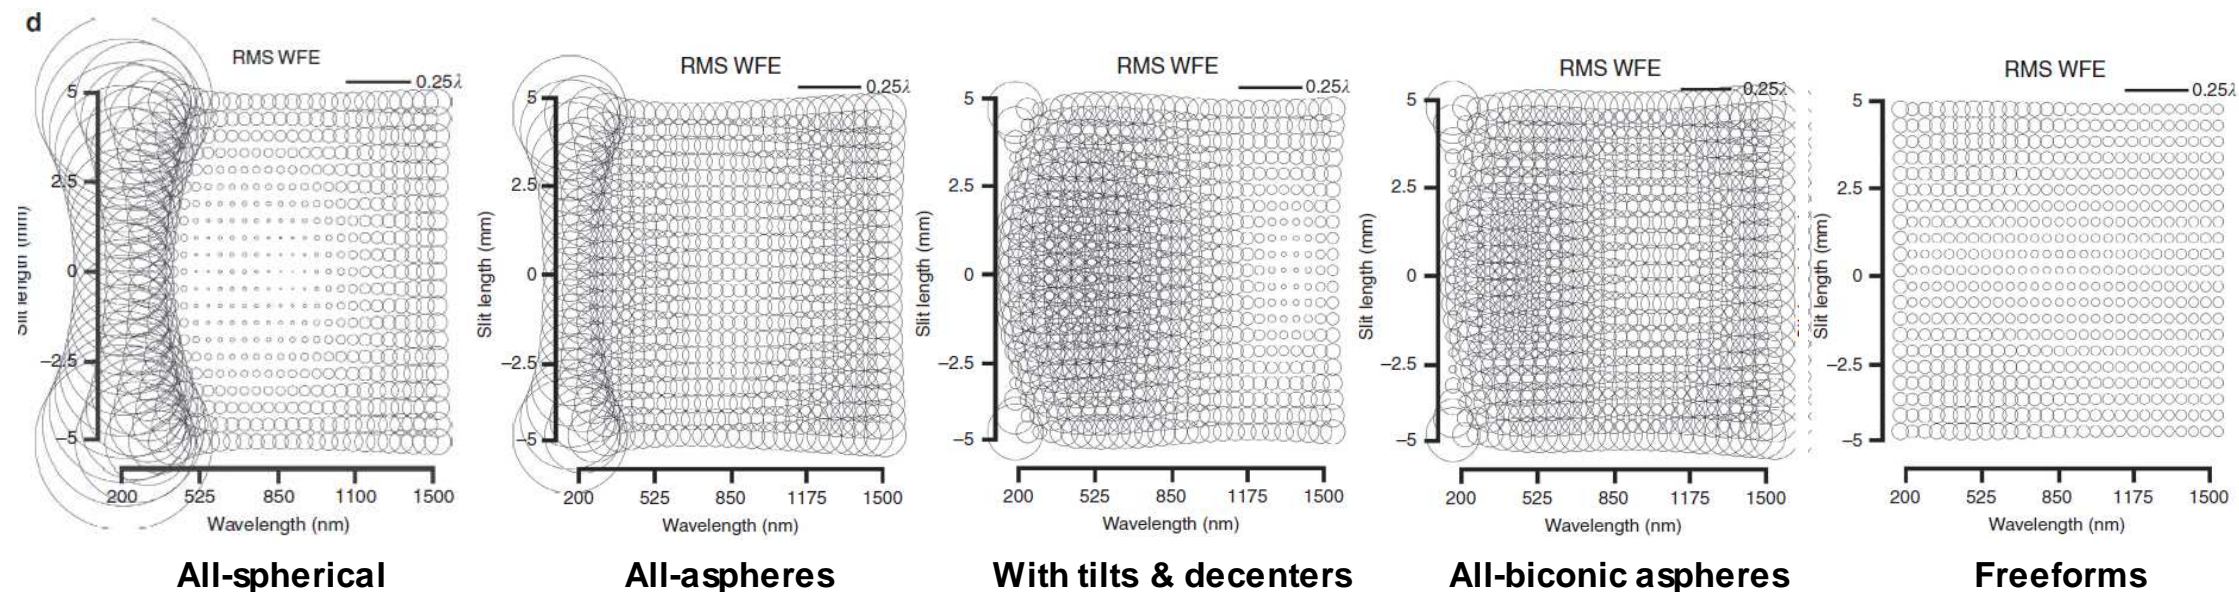 d
RMS WFE
0.25λ
5
2.5
0
−2.5
−5
Slit length (mm)
200 525 850 1100 1500
Wavelength (nm)
All-spherical
RMS WFE
0.25λ
5
2.5
0
−2.5
−5
Slit length (mm)
200 525 850 1175 1500
Wavelength (nm)
All-aspheres
RMS WFE
0.25λ
5
2.5
0
−2.5
−5
Slit length (mm)
200 525 850 1175 1500
Wavelength (nm)
With tilts & decenters
RMS WFE
0.25λ
5
2.5
0
−2.5
−5
Slit length (mm)
200 525 850 1175 1500
Wavelength (nm)
All-biconic aspheres
RMS WFE
0.25λ
5
2.5
0
−2.5
−5
Slit length (mm)
200 525 850 1175 1500
Wavelength (nm)
Freeforms